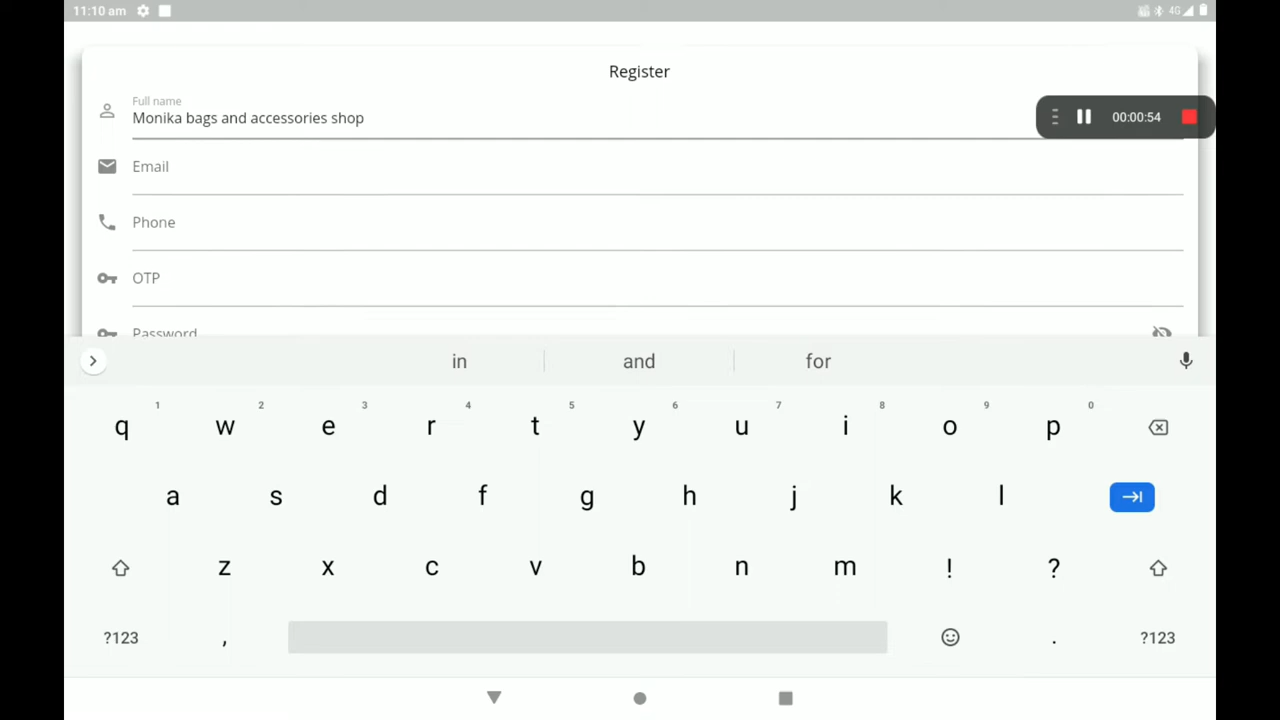 11:10 am
4G
Register
Full name
Monika bags and accessories shop
00:00:54
Email
Phone
OTP
Password
in and for
1 2 3 4 5 6 7 8 9 0
q w e r t y u i o p
a s d f g h j k l
z x c v b n m ! ?
?123 , . ?123